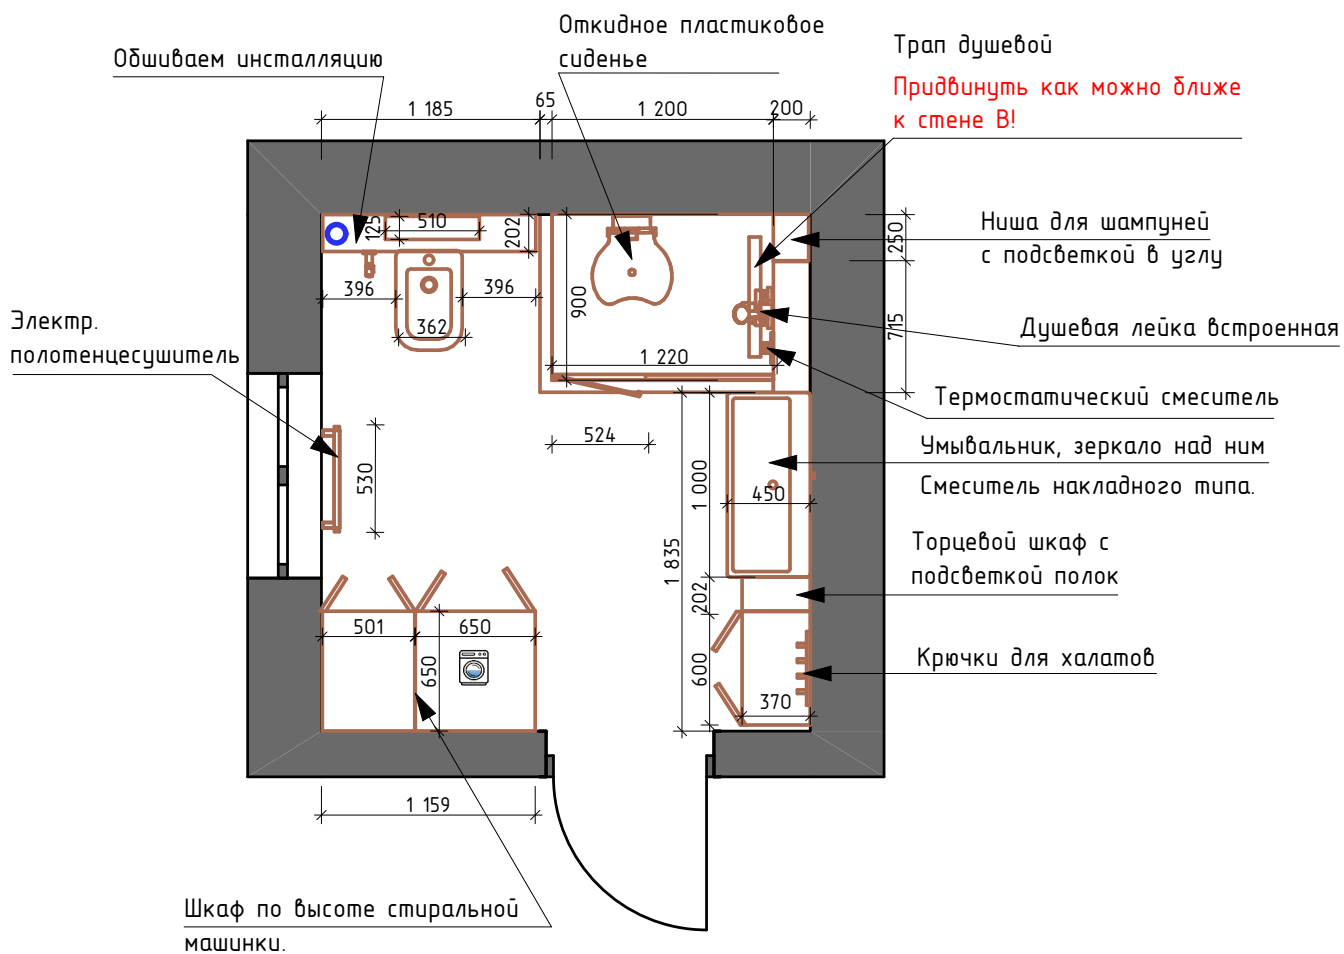 Откидное пластиковое
сиденье
Обшиваем инсталляцию
Трап душевой
Придвинуть как можно ближе
к стене В!
1 185
65
1 200
200
125
510
202
900
250
Ниша для шампуней
с подсветкой в углу
396
396
362
715
Душевая лейка встроенная
Электр.
полотенцесушитель
1 220
Термостатический смеситель
524
Умывальник, зеркало над ним
Смеситель накладного типа.
530
1 000
450
1 835
Торцевой шкаф с
подсветкой полок
202
501
650
650
600
370
Крючки для халатов
1 159
Шкаф по высоте стиральной
машинки.